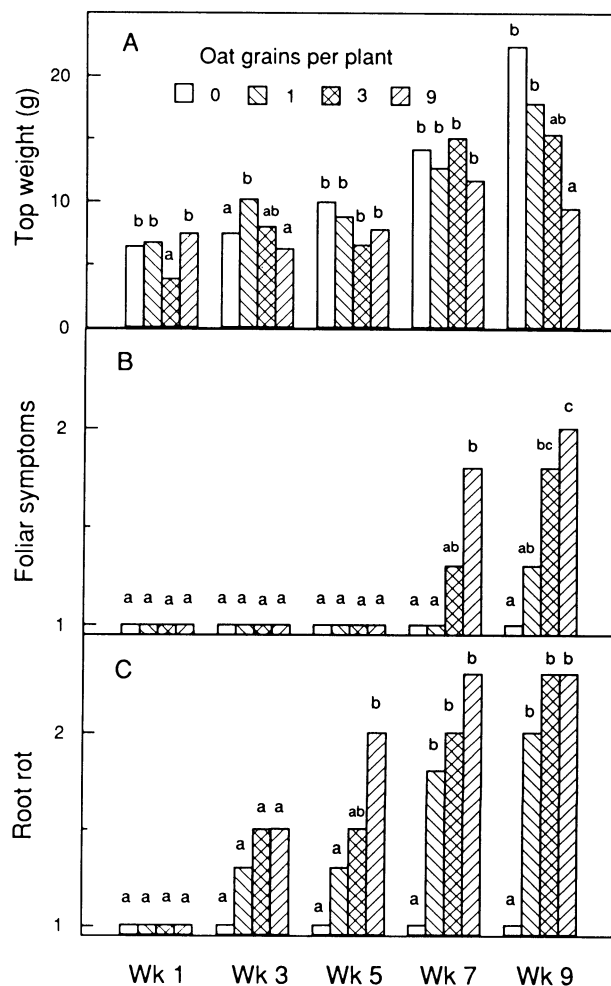 A
Oat grains per plant
0 1 3 9
Top weight (g)
20
10
0
b b a b
a b ab a
b b b b
b b b b
b b ab a
B
Foliar symptoms
2
1
a a a a
a a a a
a a a a
a a ab b
a ab bc c
C
Root rot
2
1
a a a a
a a a a
a a ab b
a b b b
a b b b
Wk 1 Wk 3 Wk 5 Wk 7 Wk 9